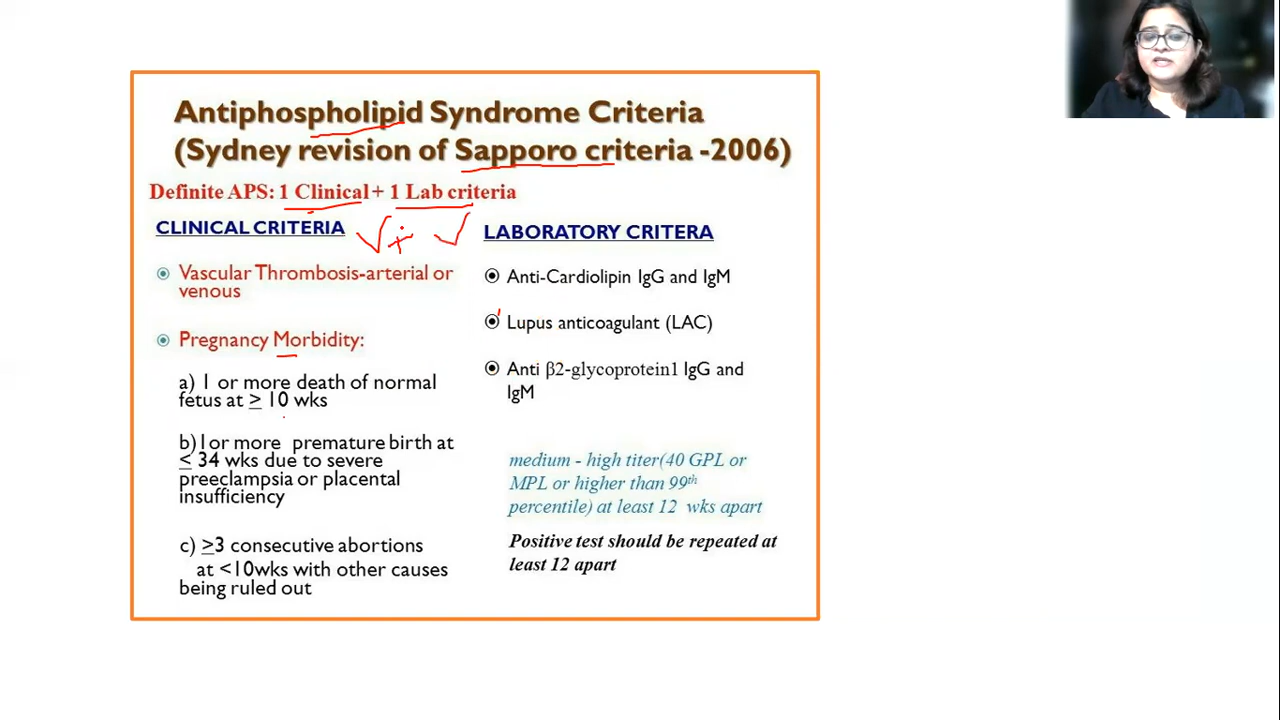 Antiphospholipid Syndrome Criteria
(Sydney revision of Sapporo criteria -2006)
Definite APS: 1 Clinical + 1 Lab criteria
CLINICAL CRITERIA
Vascular Thrombosis-arterial or
venous
Pregnancy Morbidity:
a) 1 or more death of normal
fetus at ≥ 10 wks
b)1or more premature birth at
≤ 34 wks due to severe
preeclampsia or placental
insufficiency
c) ≥3 consecutive abortions
at <10wks with other causes
being ruled out
LABORATORY CRITERA
Anti-Cardiolipin IgG and IgM
Lupus anticoagulant (LAC)
Anti β2-glycoprotein1 IgG and
IgM
medium - high titer(40 GPL or
MPL or higher than 99th
percentile) at least 12 wks apart
Positive test should be repeated at
least 12 apart